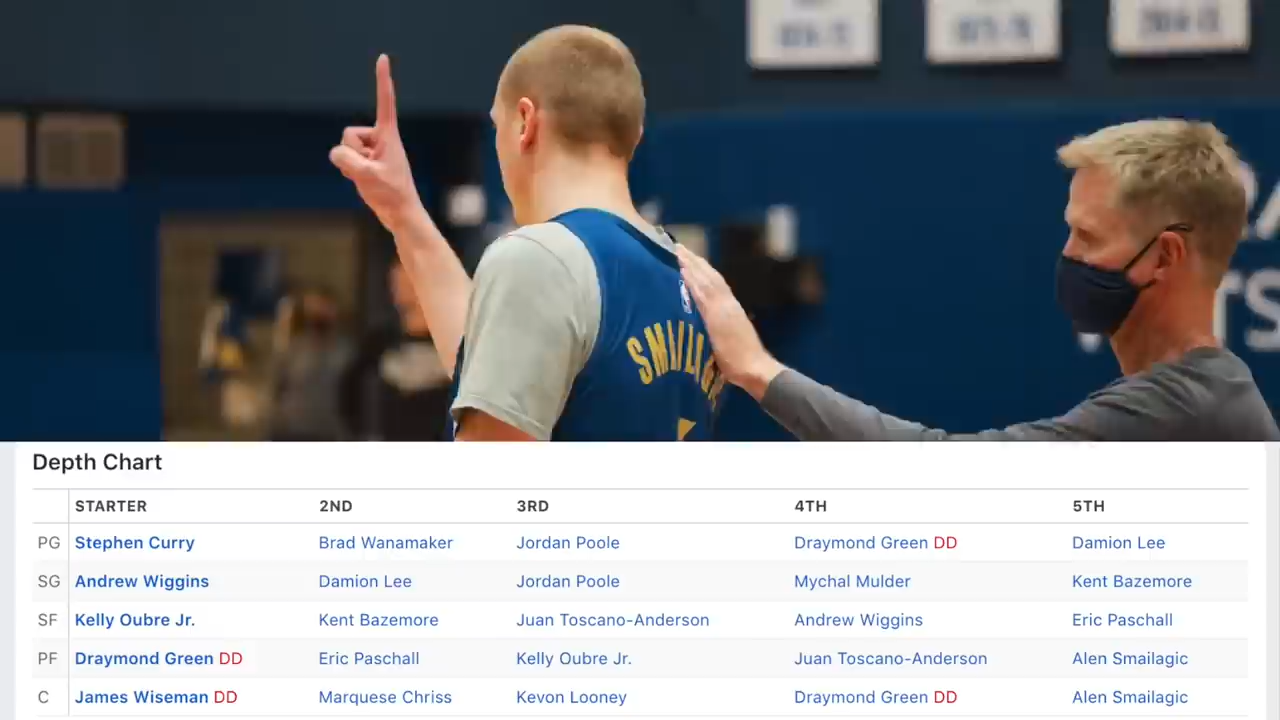 SMAILAG
Depth Chart
STARTER 2ND 3RD 4TH 5TH
PG Stephen Curry Brad Wanamaker Jordan Poole Draymond Green DD Damion Lee
SG Andrew Wiggins Damion Lee Jordan Poole Mychal Mulder Kent Bazemore
SF Kelly Oubre Jr. Kent Bazemore Juan Toscano-Anderson Andrew Wiggins Eric Paschall
PF Draymond Green DD Eric Paschall Kelly Oubre Jr. Juan Toscano-Anderson Alen Smailagic
C James Wiseman DD Marquese Chriss Kevon Looney Draymond Green DD Alen Smailagic